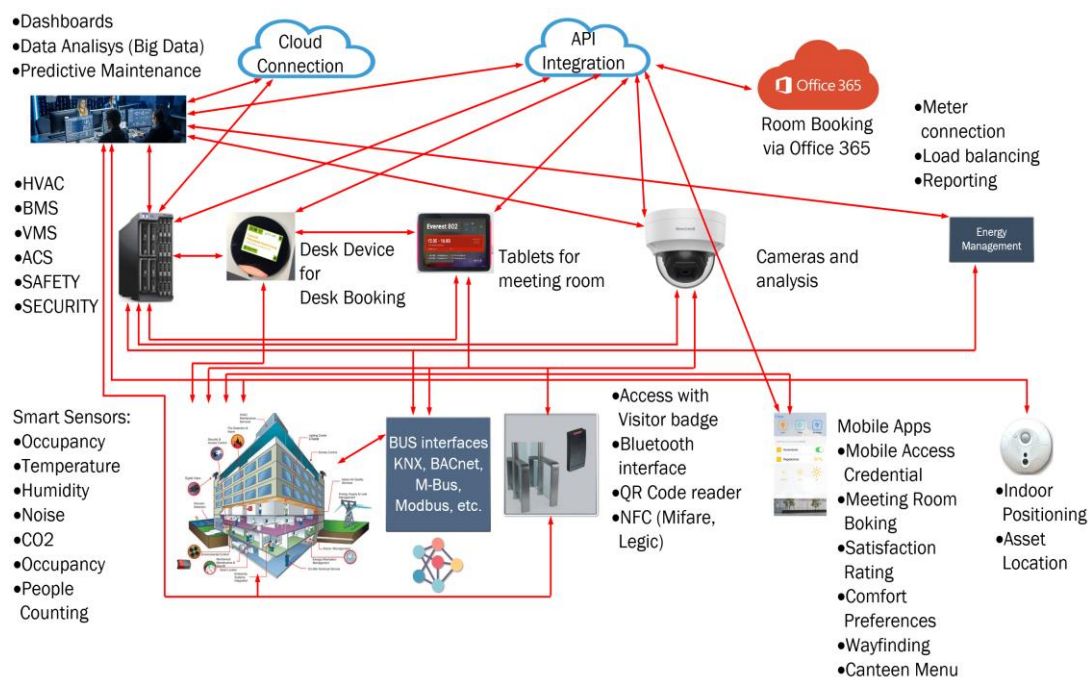 •Dashboards
•Data Analisys (Big Data)
•Predictive Maintenance
Cloud
Connection
API
Integration
Office 365
Room Booking
via Office 365
•Meter
connection
•Load balancing
•Reporting
•HVAC
•BMS
•VMS
•ACS
•SAFETY
•SECURITY
Desk Device
for
Desk Booking
Everest 802
Tablets for
meeting room
Cameras and
analysis
Energy
Management
Smart Sensors:
•Occupancy
•Temperature
•Humidity
•Noise
•CO2
•Occupancy
•People
Counting
BUS interfaces
KNX, BACnet,
M-Bus,
Modbus, etc.
•Access with
Visitor badge
•Bluetooth
interface
•QR Code reader
•NFC (Mifare,
Legic)
Mobile Apps
•Mobile Access
Credential
•Meeting Room
Boking
•Satisfaction
Rating
•Comfort
Preferences
•Wayfinding
•Canteen Menu
•Indoor
Positioning
•Asset
Location